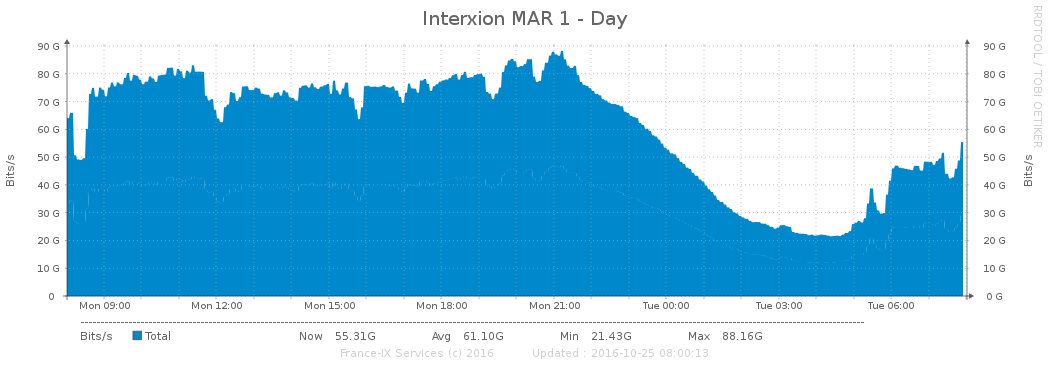 Interxion MAR 1 - Day
RRDTOOL / TOBI OETIKER
Bits/s
90 G
80 G
70 G
60 G
50 G
40 G
30 G
20 G
10 G
0
90 G
80 G
70 G
60 G
50 G
40 G
30 G
20 G
10 G
0 G
Bits/s
Mon 09:00 Mon 12:00 Mon 15:00 Mon 18:00 Mon 21:00 Tue 00:00 Tue 03:00 Tue 06:00
Bits/s Total Now 55.31G Avg 61.10G Min 21.43G Max 88.16G
France-IX Services (c) 2016 Updated : 2016-10-25 08:00:13